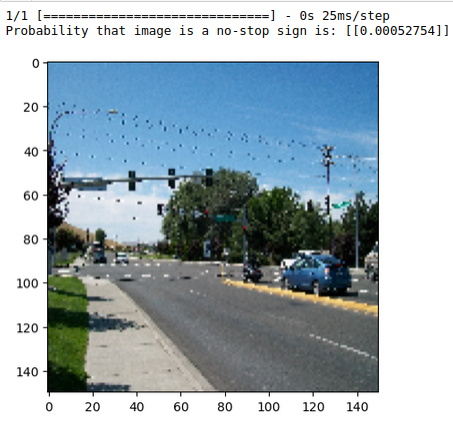 1/1 [==============================] - 0s 25ms/step
Probability that image is a no-stop sign is: [[0.00052754]]
0
20
40
60
80
100
120
140
0 20 40 60 80 100 120 140